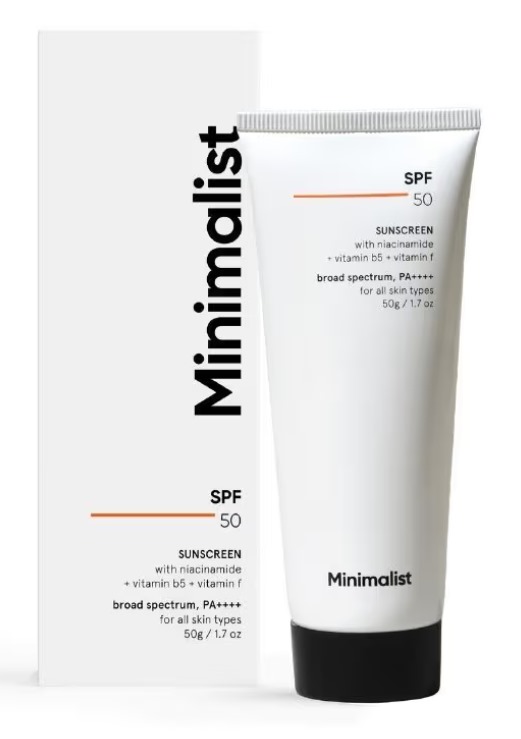 Minimalist
SPF
50
SUNSCREEN
with niacinamide
+ vitamin b5 + vitamin f
broad spectrum, PA++++
for all skin types
50g / 1.7 oz
SPF
50
SUNSCREEN
with niacinamide
+ vitamin b5 + vitamin f
broad spectrum, PA++++
for all skin types
50g / 1.7 oz
Minimalist